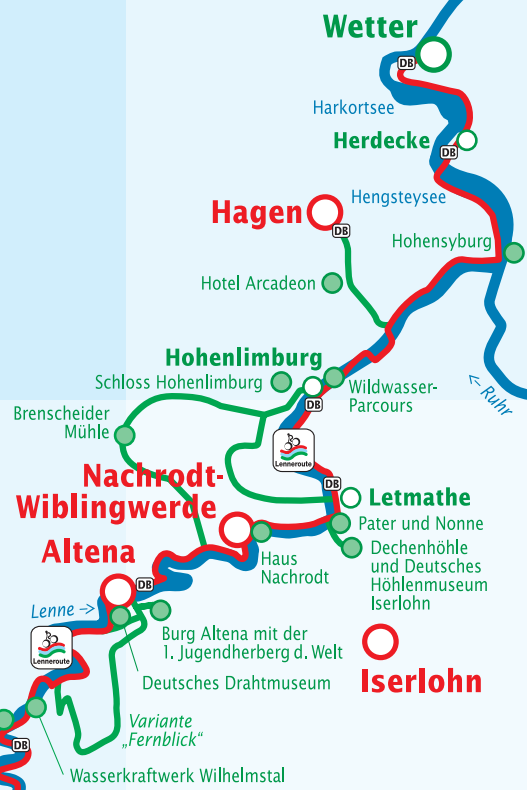 Wetter
DB
Harkortsee
Herdecke
DB
Hengsteysee
Hagen
DB
Hohensyburg
Hotel Arcadeon
Hohenlimburg
Schloss Hohenlimburg
Wildwasser-
Parcours
DB
← Ruhr
Brenscheider
Mühle
Lenneroute
Nachrodt-
Wiblingwerde
DB
Letmathe
Pater und Nonne
Altena
Haus
Nachrodt
Dechenhöhle
und Deutsches
Höhlenmuseum
Iserlohn
DB
Lenne →
Burg Altena mit der
1. Jugendherberg d. Welt
Lenneroute
Iserlohn
Deutsches Drahtmuseum
Variante
„Fernblick“
DB
Wasserkraftwerk Wilhelmstal